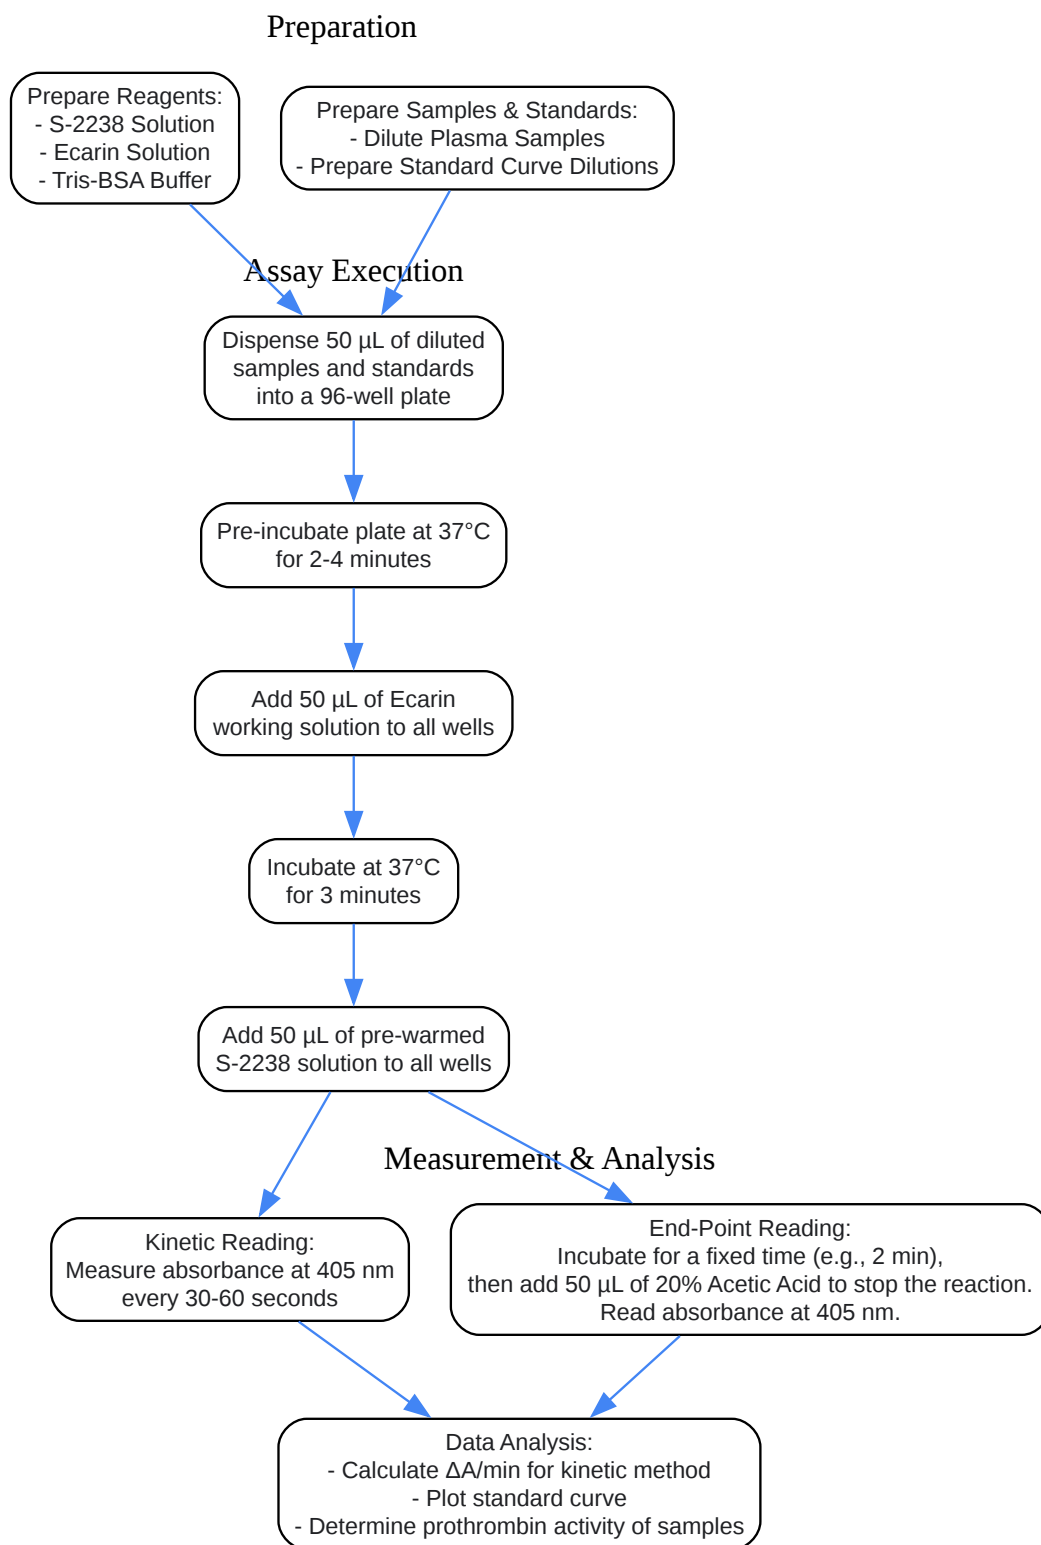 Preparation
Prepare Reagents:
- S-2238 Solution
- Ecarin Solution
- Tris-BSA Buffer
Prepare Samples & Standards:
- Dilute Plasma Samples
- Prepare Standard Curve Dilutions
Assay Execution
Dispense 50 µL of diluted
samples and standards
into a 96-well plate
Pre-incubate plate at 37°C
for 2-4 minutes
Add 50 µL of Ecarin
working solution to all wells
Incubate at 37°C
for 3 minutes
Add 50 µL of pre-warmed
S-2238 solution to all wells
Measurement & Analysis
Kinetic Reading:
Measure absorbance at 405 nm
every 30-60 seconds
End-Point Reading:
Incubate for a fixed time (e.g., 2 min),
then add 50 µL of 20% Acetic Acid to stop the reaction.
Read absorbance at 405 nm.
Data Analysis:
- Calculate ΔA/min for kinetic method
- Plot standard curve
- Determine prothrombin activity of samples